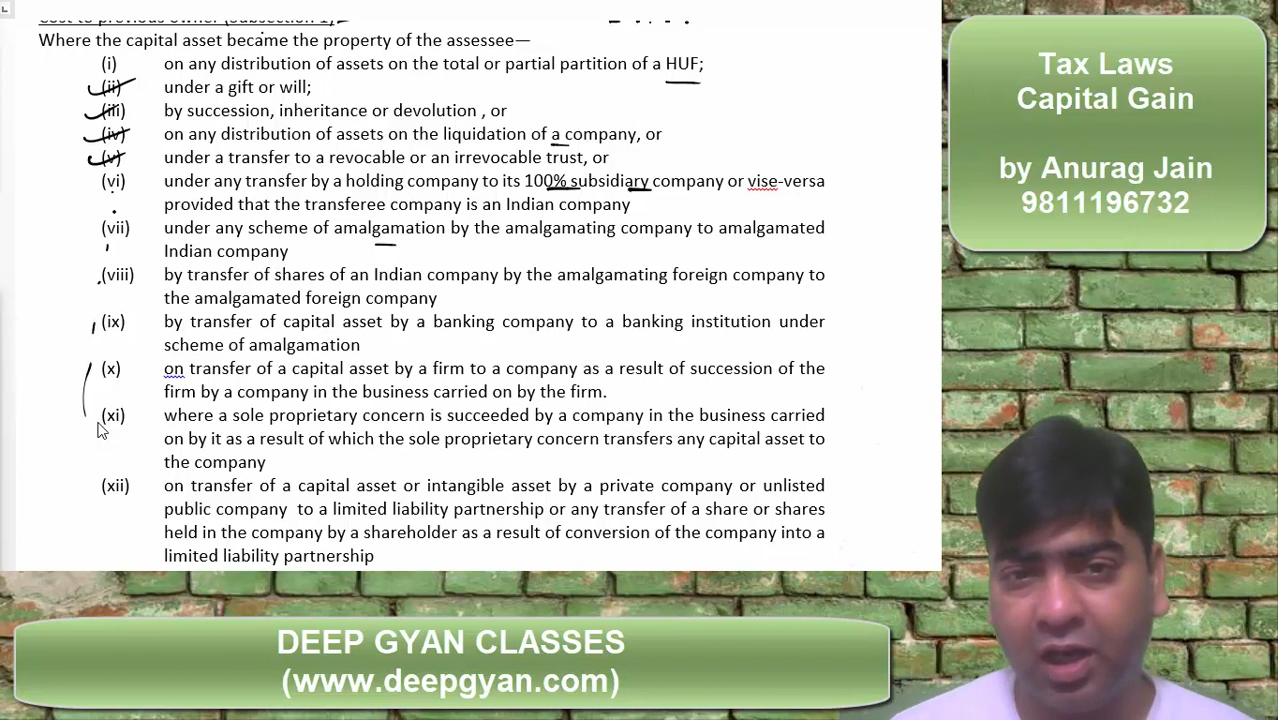 Cost to previous owner (Subsection 1)
Where the capital asset became the property of the assessee—
(i) on any distribution of assets on the total or partial partition of a HUF;
(ii) under a gift or will;
(iii) by succession, inheritance or devolution , or
(iv) on any distribution of assets on the liquidation of a company, or
(v) under a transfer to a revocable or an irrevocable trust, or
(vi) under any transfer by a holding company to its 100% subsidiary company or vise-versa
provided that the transferee company is an Indian company
(vii) under any scheme of amalgamation by the amalgamating company to amalgamated
Indian company
(viii) by transfer of shares of an Indian company by the amalgamating foreign company to
the amalgamated foreign company
(ix) by transfer of capital asset by a banking company to a banking institution under
scheme of amalgamation
(x) on transfer of a capital asset by a firm to a company as a result of succession of the
firm by a company in the business carried on by the firm.
(xi) where a sole proprietary concern is succeeded by a company in the business carried
on by it as a result of which the sole proprietary concern transfers any capital asset to
the company
(xii) on transfer of a capital asset or intangible asset by a private company or unlisted
public company to a limited liability partnership or any transfer of a share or shares
held in the company by a shareholder as a result of conversion of the company into a
limited liability partnership
Tax Laws
Capital Gain
by Anurag Jain
9811196732
DEEP GYAN CLASSES
(www.deepgyan.com)